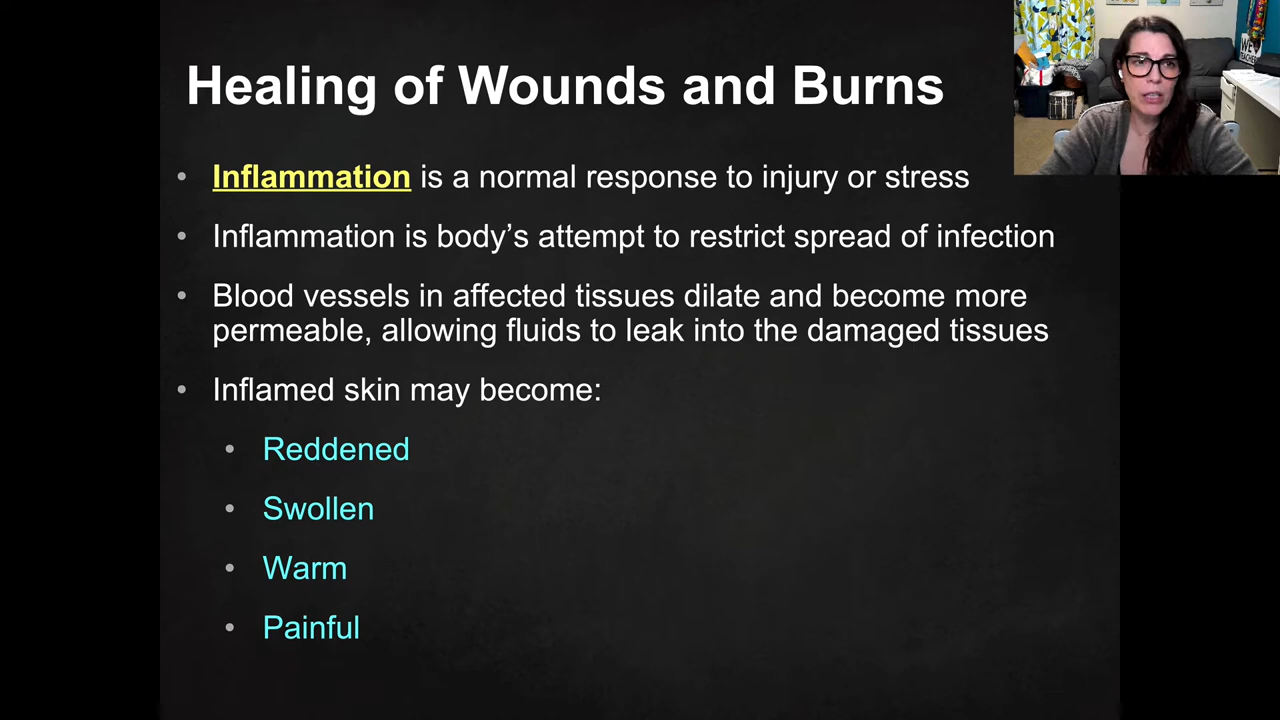 Healing of Wounds and Burns
• Inflammation is a normal response to injury or stress
• Inflammation is body’s attempt to restrict spread of infection
• Blood vessels in affected tissues dilate and become more
permeable, allowing fluids to leak into the damaged tissues
• Inflamed skin may become:
• Reddened
• Swollen
• Warm
• Painful